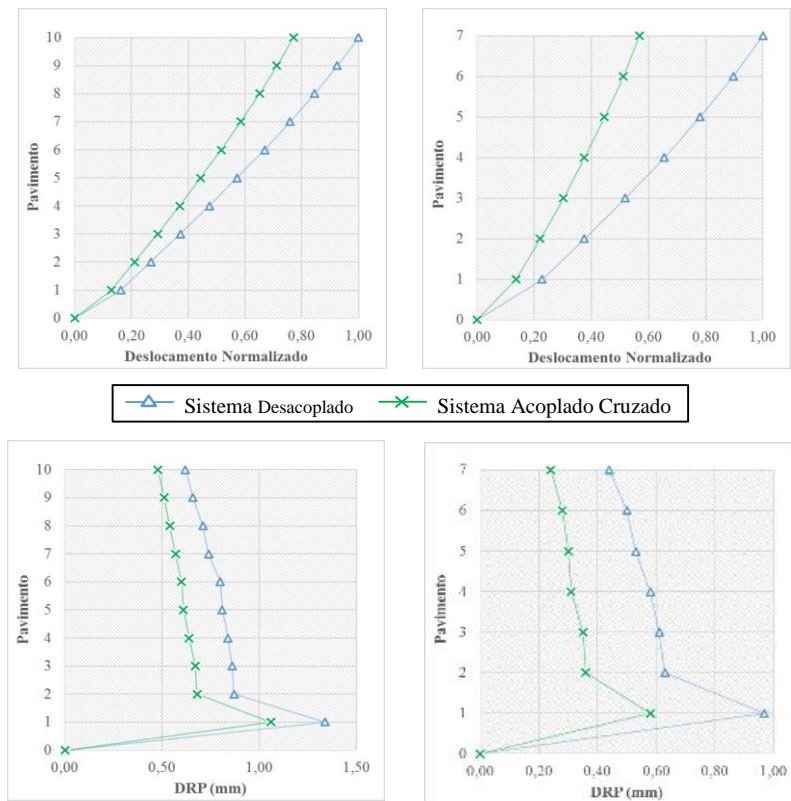 10
9
8
7
6
5
4
3
2
1
0
Pavimento
0,00 0,20 0,40 0,60 0,80 1,00
Deslocamento Normalizado
7
6
5
4
3
2
1
0
Pavimento
0,00 0,20 0,40 0,60 0,80 1,00
Deslocamento Normalizado
Sistema Desacoplado Sistema Acoplado Cruzado
10
9
8
7
6
5
4
3
2
1
0
Pavimento
0,00 0,50 1,00 1,50
DRP (mm)
7
6
5
4
3
2
1
0
Pavimento
0,00 0,20 0,40 0,60 0,80 1,00
DRP (mm)